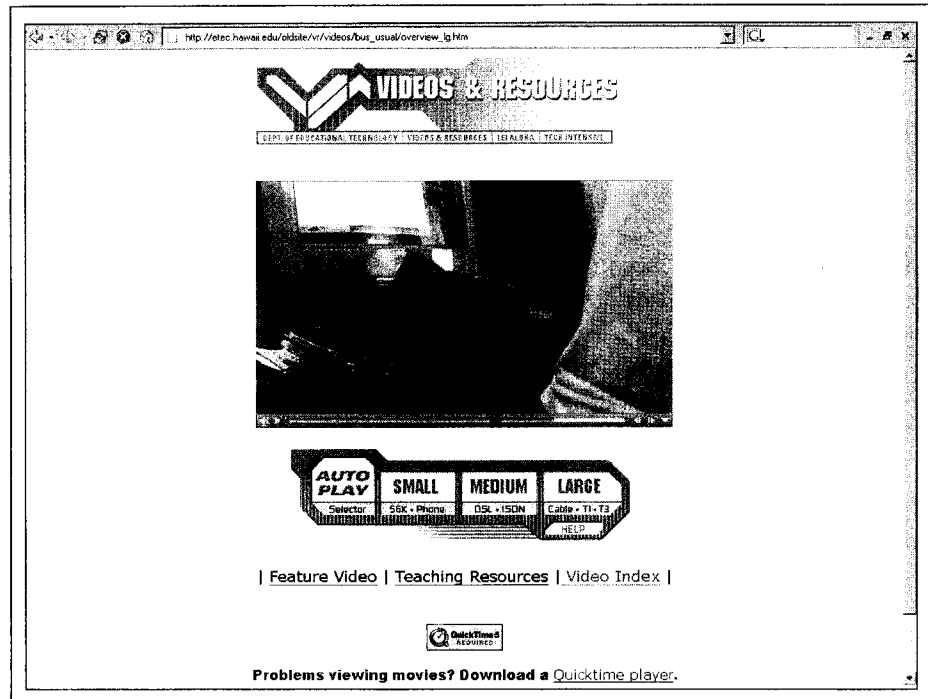 http://etec.hawaii.edu/oldsite/vr/videos/bus_usual/overview_lg.htm
VIDEOS & RESOURCES
DEPT. OF EDUCATIONAL TECHNOLOGY | VIDEOS & RESOURCES | LEI ALOHA | TECH INTENSIVE
AUTO PLAY SMALL MEDIUM LARGE
Selector 56K • Phone DSL • ISDN Cable • T1 • T3
HELP
| Feature Video | Teaching Resources | Video Index |
QuickTime 5
REQUIRED
Problems viewing movies? Download a Quicktime player.